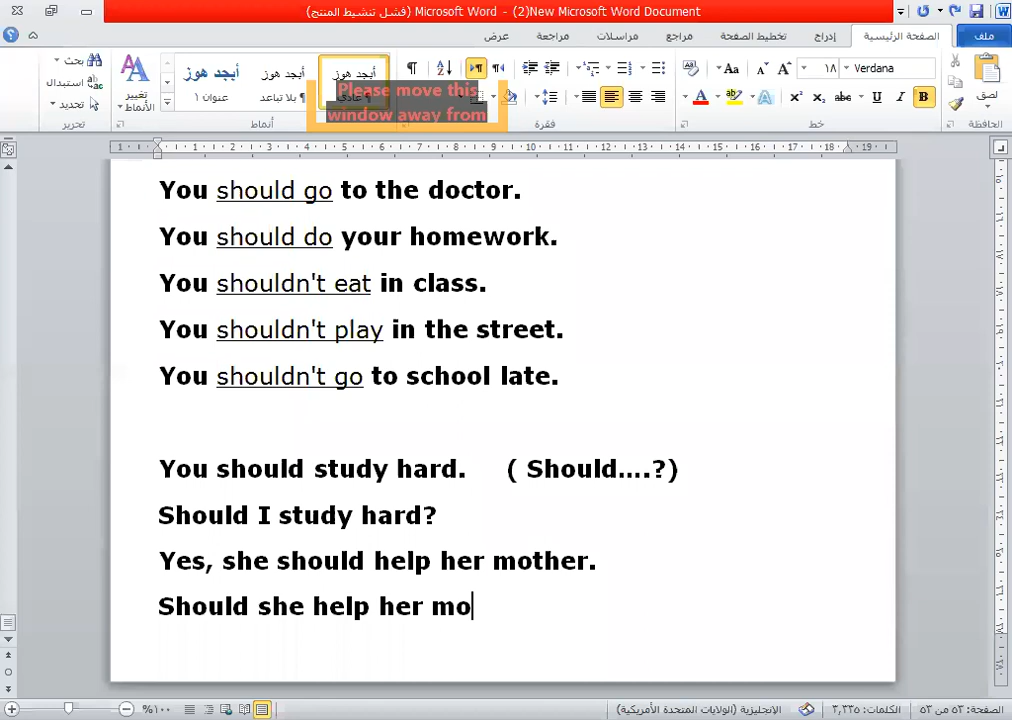 New Microsoft Word Document(2) - Microsoft Word (فشل تنشيط المنتج)
ملف الصفحة الرئيسية إدراج تخطيط الصفحة مراجع مراسلات مراجعة عرض
لصق
الحافظة
Verdana ١٨
خط
فقرة
أبجد هوز أبجد هوز أبجد هوز
¶ عادي ¶ بلا تباعد عنوان ١
أنماط
تغيير الأنماط
بحث
استبدال
تحديد
تحرير
Please move this
window away from
You should go to the doctor.
You should do your homework.
You shouldn't eat in class.
You shouldn't play in the street.
You shouldn't go to school late.
You should study hard. ( Should....?)
Should I study hard?
Yes, she should help her mother.
Should she help her mo
الصفحة: ٥٣ من ٥٣ الكلمات: ٣,٣٣٥ الإنجليزية (الولايات المتحدة الأمريكية) ١٠٠%